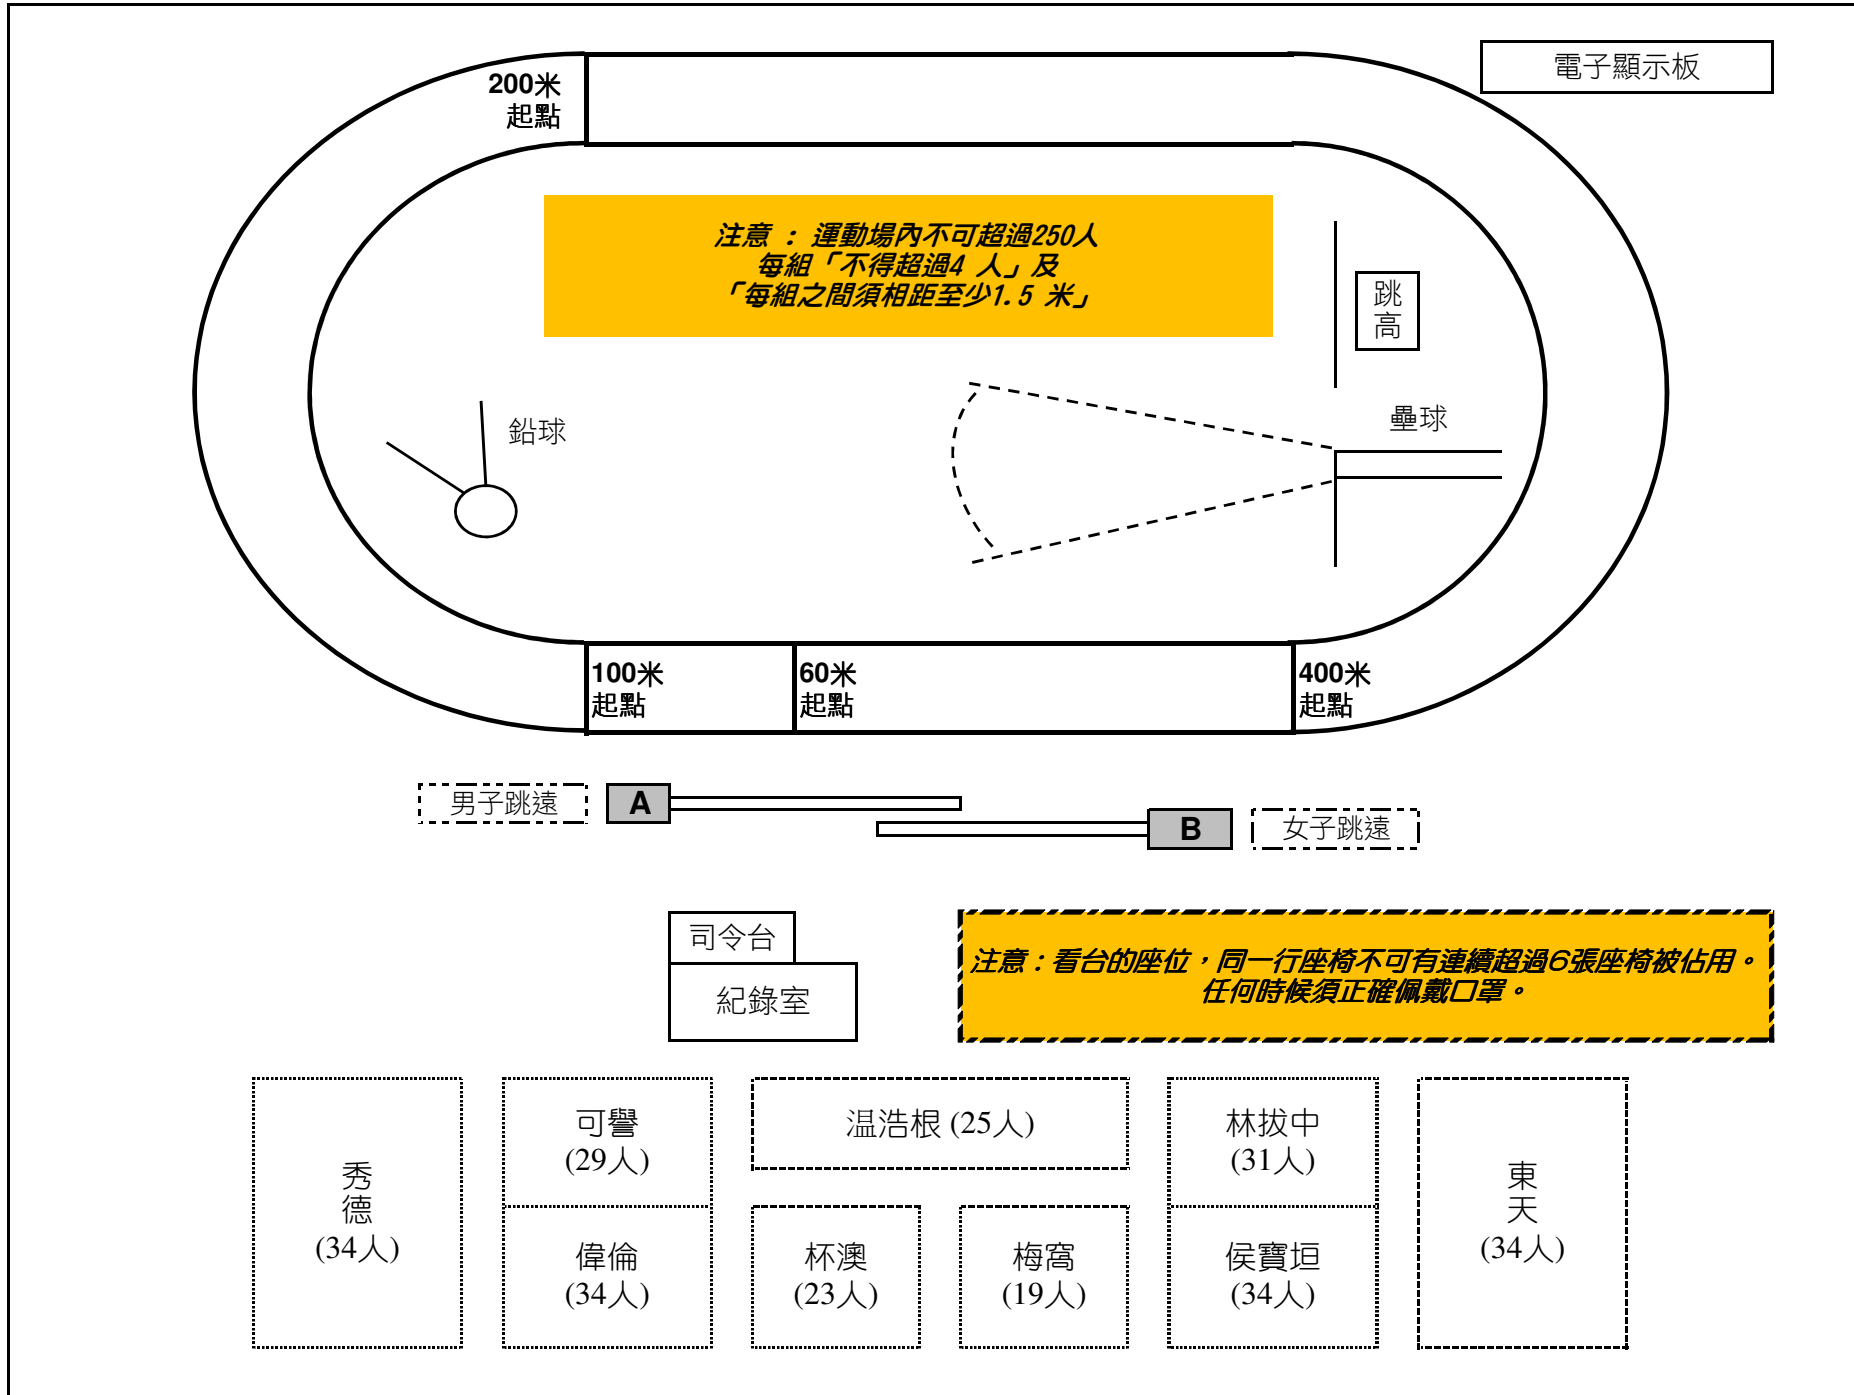 電子顯示板
200米
起點
注意 : 運動場內不可超過250人
每組「不得超過4 人」及
「每組之間須相距至少1.5 米」
跳
高
鉛球
壘球
100米
起點
60米
起點
400米
起點
男子跳遠
A
B
女子跳遠
司令台
紀錄室
注意：看台的座位，同一行座椅不可有連續超過6張座椅被佔用。
任何時候須正確佩戴口罩。
秀
德
(34人)
可譽
(29人)
温浩根 (25人)
林拔中
(31人)
東
天
(34人)
偉倫
(34人)
杯澳
(23人)
梅窩
(19人)
侯寶垣
(34人)